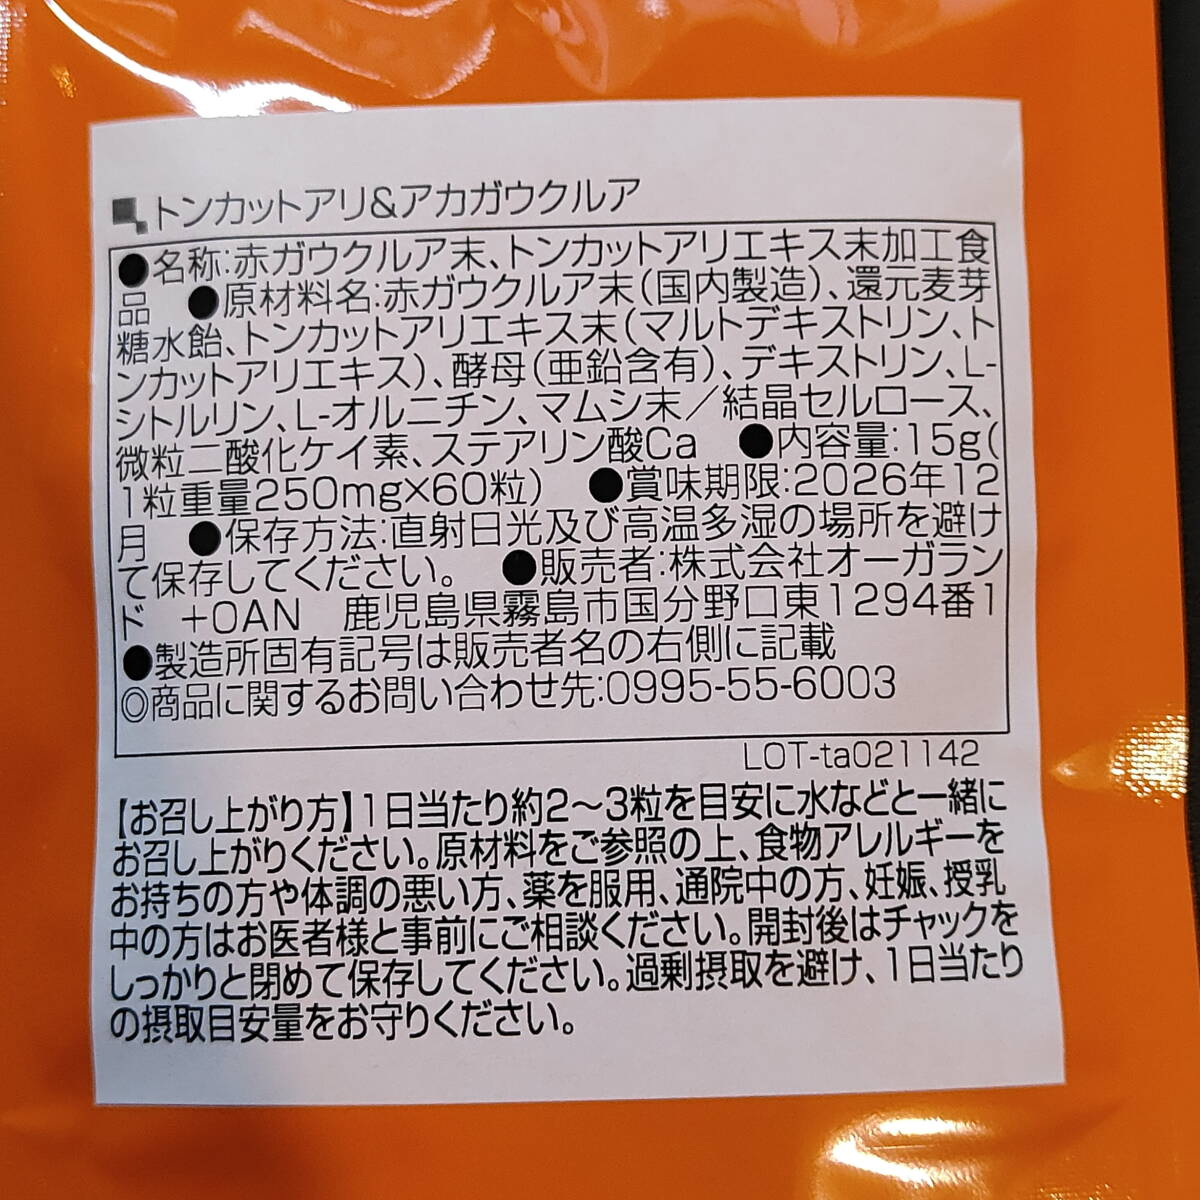 トンカットアリ&アカガウクルア
●名称:赤ガウクルア末、トンカットアリエキス末加工食
品 ●原材料名:赤ガウクルア末(国内製造)、還元麦芽
糖水飴、トンカットアリエキス末(マルトデキストリン、ト
ンカットアリエキス)、酵母(亜鉛含有)、デキストリン、L-
シトルリン、L-オルニチン、マムシ末／結晶セルロース、
微粒二酸化ケイ素、ステアリン酸Ca ●内容量:15g(
1粒重量250mg×60粒) ●賞味期限:2026年12
月 ●保存方法:直射日光及び高温多湿の場所を避け
て保存してください。 ●販売者:株式会社オーガラン
ド +OAN 鹿児島県霧島市国分野口東1294番1
●製造所固有記号は販売者名の右側に記載
◎商品に関するお問い合わせ先:0995-55-6003
LOT-ta021142
【お召し上がり方】1日当たり約2～3粒を目安に水などと一緒に
お召し上がりください。原材料をご参照の上、食物アレルギーを
お持ちの方や体調の悪い方、薬を服用、通院中の方、妊娠、授乳
中の方はお医者様と事前にご相談ください。開封後はチャックを
しっかりと閉めて保存してください。過剰摂取を避け、1日当たり
の摂取目安量をお守りください。